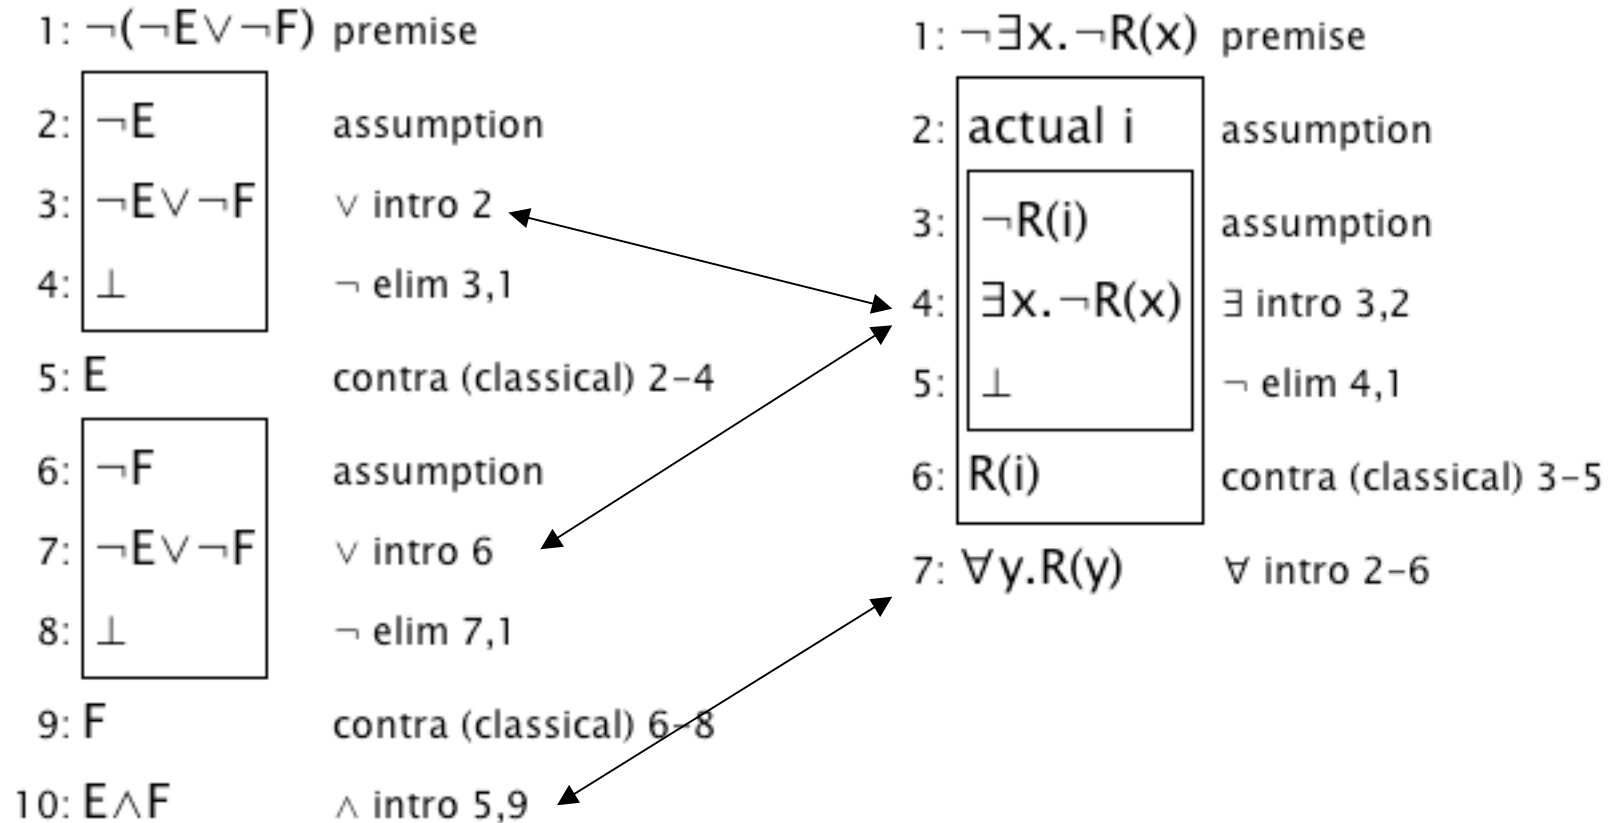 1: ¬(¬E∨¬F) premise
2: ¬E assumption
3: ¬E∨¬F ∨ intro 2
4: ⊥ ¬ elim 3,1
5: E contra (classical) 2–4
6: ¬F assumption
7: ¬E∨¬F ∨ intro 6
8: ⊥ ¬ elim 7,1
9: F contra (classical) 6–8
10: E∧F ∧ intro 5,9
1: ¬∃x.¬R(x) premise
2: actual i assumption
3: ¬R(i) assumption
4: ∃x.¬R(x) ∃ intro 3,2
5: ⊥ ¬ elim 4,1
6: R(i) contra (classical) 3–5
7: ∀y.R(y) ∀ intro 2–6